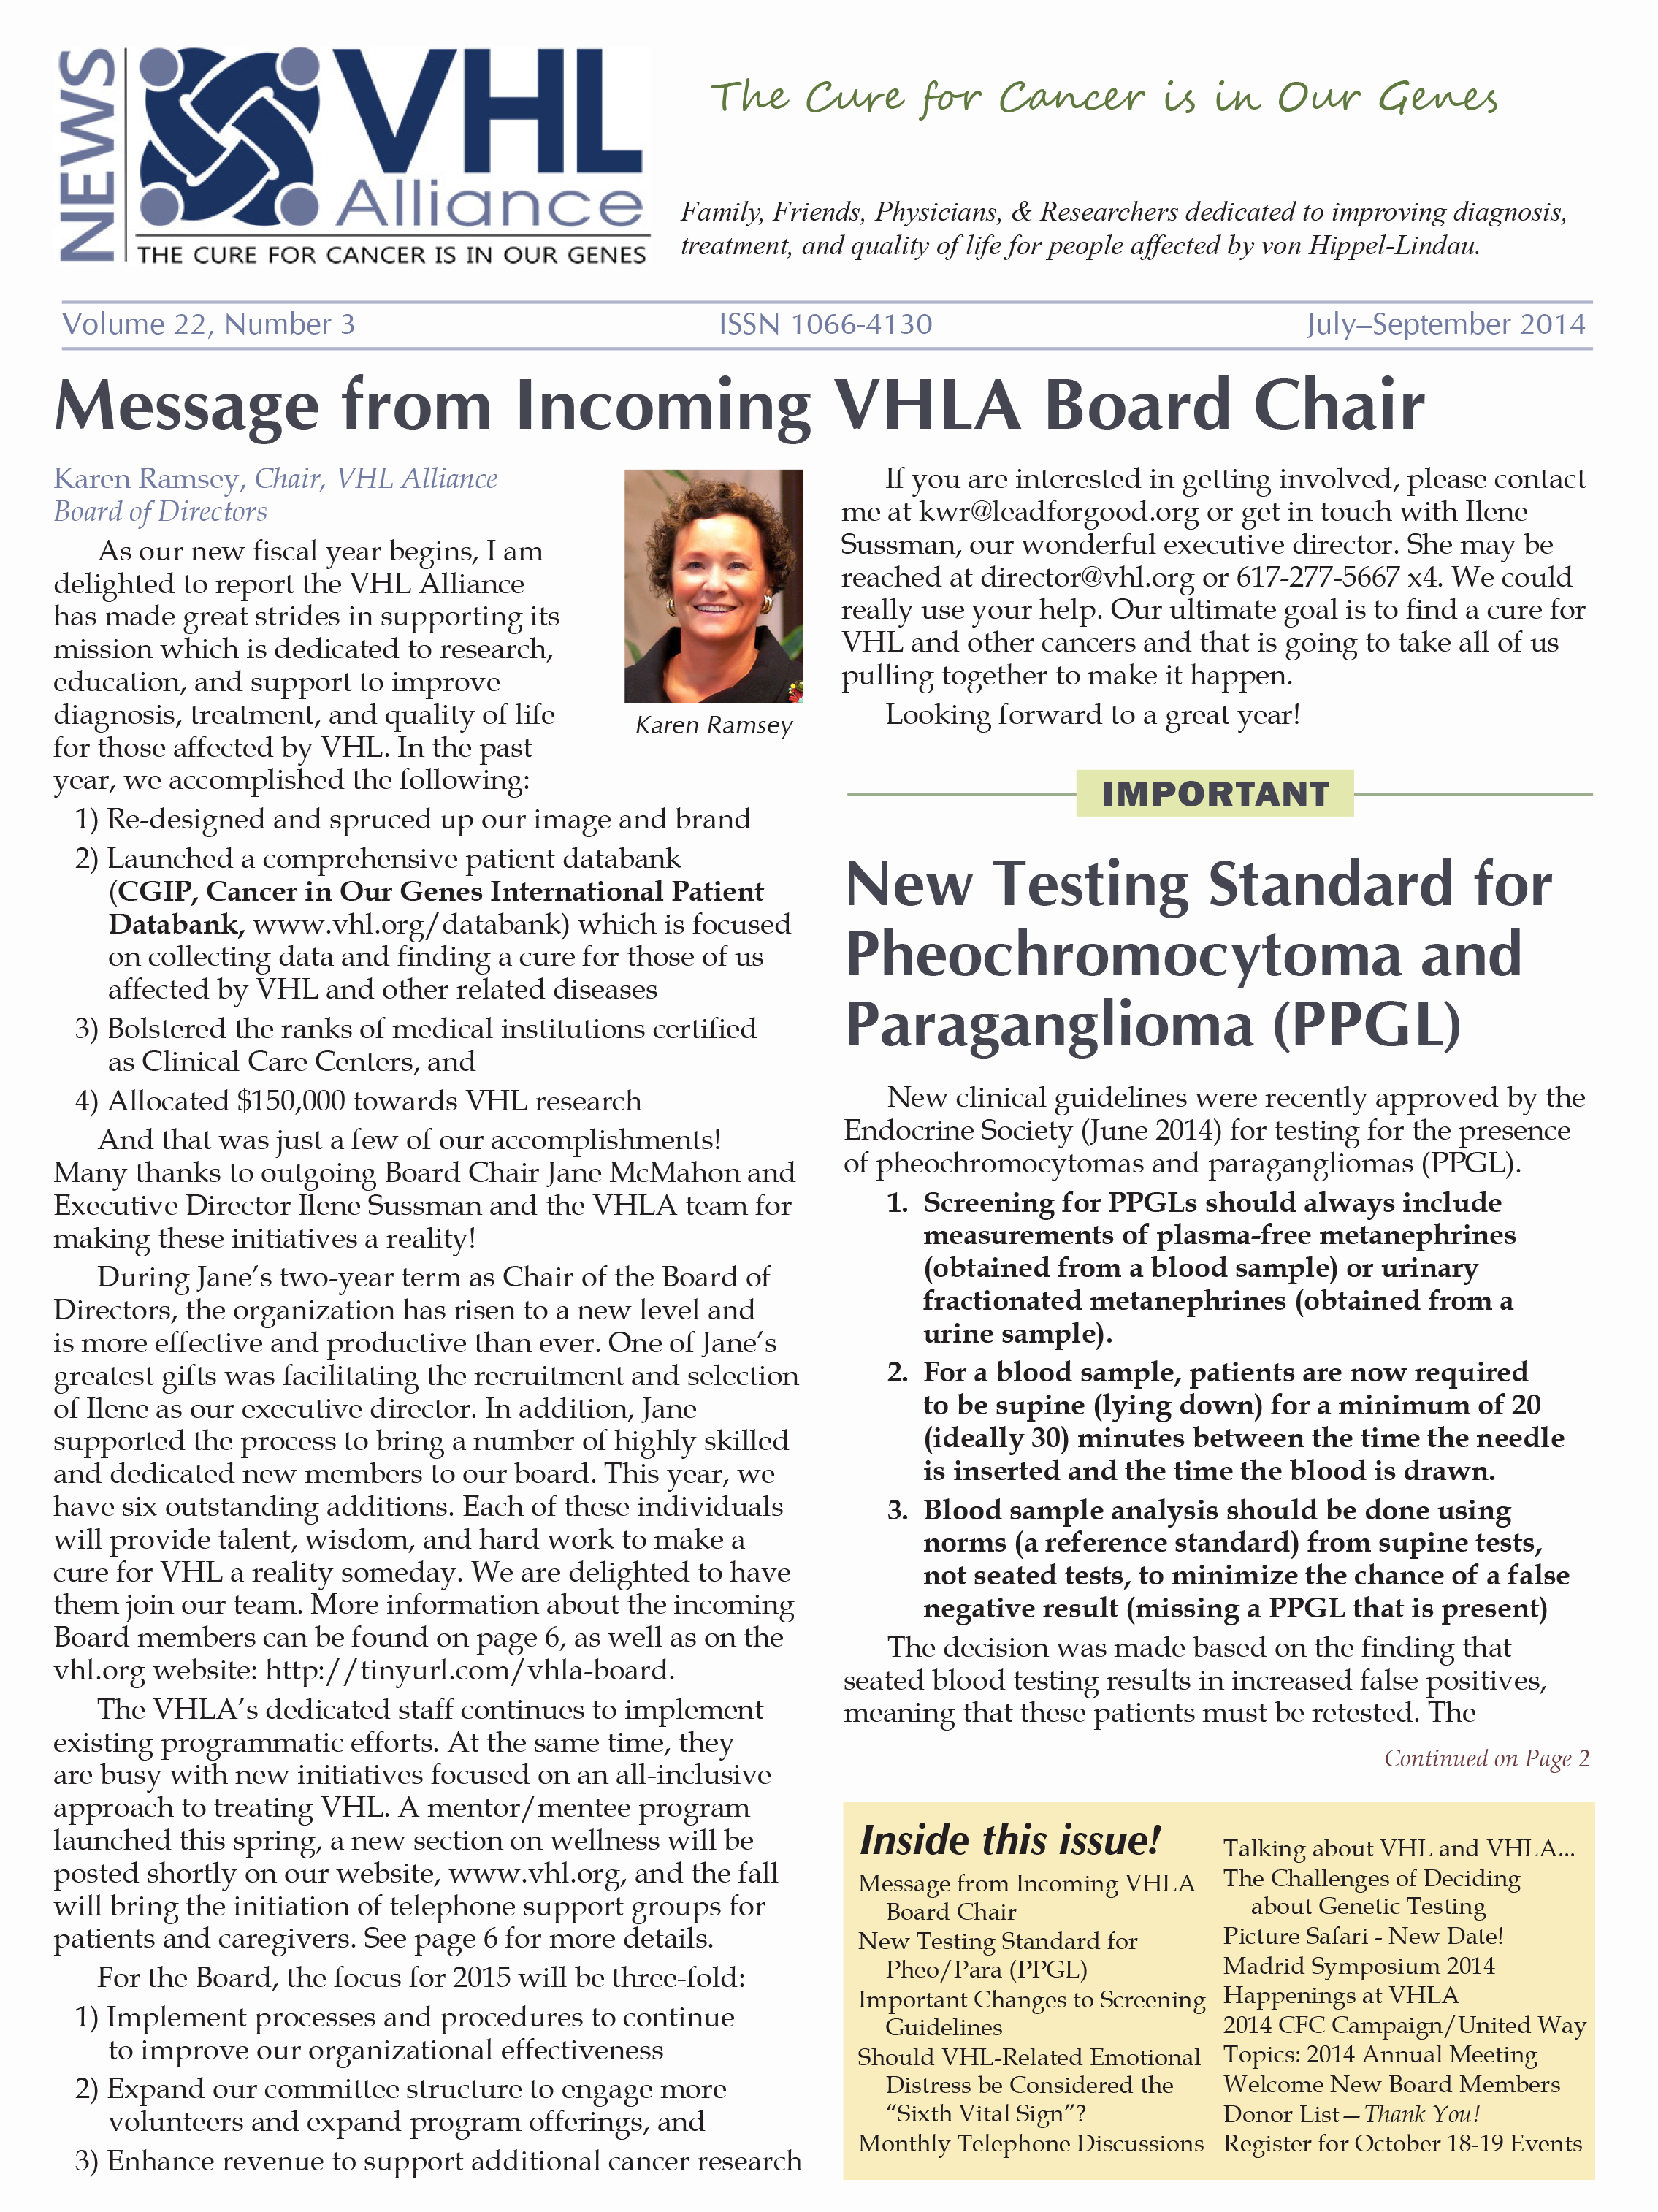 NEWS
VHL
Alliance
THE CURE FOR CANCER IS IN OUR GENES
The Cure for Cancer is in Our Genes
Family, Friends, Physicians, & Researchers dedicated to improving diagnosis,
treatment, and quality of life for people affected by von Hippel-Lindau.
Volume 22, Number 3
ISSN 1066-4130
July–September 2014
Message from Incoming VHLA Board Chair
Karen Ramsey, Chair, VHL Alliance
Board of Directors
As our new fiscal year begins, I am
delighted to report the VHL Alliance
has made great strides in supporting its
mission which is dedicated to research,
education, and support to improve
diagnosis, treatment, and quality of life
for those affected by VHL. In the past
year, we accomplished the following:
Karen Ramsey
1) Re-designed and spruced up our image and brand
2) Launched a comprehensive patient databank
(CGIP, Cancer in Our Genes International Patient
Databank, www.vhl.org/databank) which is focused
on collecting data and finding a cure for those of us
affected by VHL and other related diseases
3) Bolstered the ranks of medical institutions certified
as Clinical Care Centers, and
4) Allocated $150,000 towards VHL research
And that was just a few of our accomplishments!
Many thanks to outgoing Board Chair Jane McMahon and
Executive Director Ilene Sussman and the VHLA team for
making these initiatives a reality!
During Jane's two-year term as Chair of the Board of
Directors, the organization has risen to a new level and
is more effective and productive than ever. One of Jane's
greatest gifts was facilitating the recruitment and selection
of Ilene as our executive director. In addition, Jane
supported the process to bring a number of highly skilled
and dedicated new members to our board. This year, we
have six outstanding additions. Each of these individuals
will provide talent, wisdom, and hard work to make a
cure for VHL a reality someday. We are delighted to have
them join our team. More information about the incoming
Board members can be found on page 6, as well as on the
vhl.org website: http://tinyurl.com/vhla-board.
The VHLA's dedicated staff continues to implement
existing programmatic efforts. At the same time, they
are busy with new initiatives focused on an all-inclusive
approach to treating VHL. A mentor/mentee program
launched this spring, a new section on wellness will be
posted shortly on our website, www.vhl.org, and the fall
will bring the initiation of telephone support groups for
patients and caregivers. See page 6 for more details.
For the Board, the focus for 2015 will be three-fold:
1) Implement processes and procedures to continue
to improve our organizational effectiveness
2) Expand our committee structure to engage more
volunteers and expand program offerings, and
3) Enhance revenue to support additional cancer research
If you are interested in getting involved, please contact
me at kwr@leadforgood.org or get in touch with Ilene
Sussman, our wonderful executive director. She may be
reached at director@vhl.org or 617-277-5667 x4. We could
really use your help. Our ultimate goal is to find a cure for
VHL and other cancers and that is going to take all of us
pulling together to make it happen.
Looking forward to a great year!
IMPORTANT
New Testing Standard for
Pheochromocytoma and
Paraganglioma (PPGL)
New clinical guidelines were recently approved by the
Endocrine Society (June 2014) for testing for the presence
of pheochromocytomas and paragangliomas (PPGL).
1. Screening for PPGLs should always include
measurements of plasma-free metanephrines
(obtained from a blood sample) or urinary
fractionated metanephrines (obtained from a
urine sample).
2. For a blood sample, patients are now required
to be supine (lying down) for a minimum of 20
(ideally 30) minutes between the time the needle
is inserted and the time the blood is drawn.
3. Blood sample analysis should be done using
norms (a reference standard) from supine tests,
not seated tests, to minimize the chance of a false
negative result (missing a PPGL that is present)
The decision was made based on the finding that
seated blood testing results in increased false positives,
meaning that these patients must be retested. The
Continued on Page 2
Inside this issue!
Message from Incoming VHLA
Board Chair
New Testing Standard for
Pheo/Para (PPGL)
Important Changes to Screening
Guidelines
Should VHL-Related Emotional
Distress be Considered the
“Sixth Vital Sign”?
Monthly Telephone Discussions
Talking about VHL and VHLA...
The Challenges of Deciding
about Genetic Testing
Picture Safari - New Date!
Madrid Symposium 2014
Happenings at VHLA
2014 CFC Campaign/United Way
Topics: 2014 Annual Meeting
Welcome New Board Members
Donor List—Thank You!
Register for October 18-19 Events